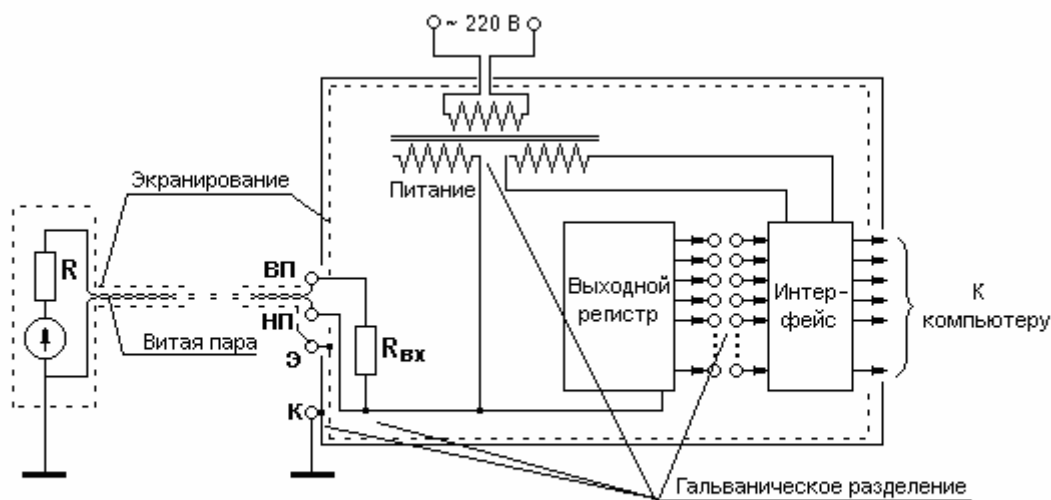 ~ 220 В
Экранирование
Питание
R
ВП
НП
Э
К
Витая пара
Rвх
Выходной
регистр
Интер-
фейс
К
компьютеру
Гальваническое разделение